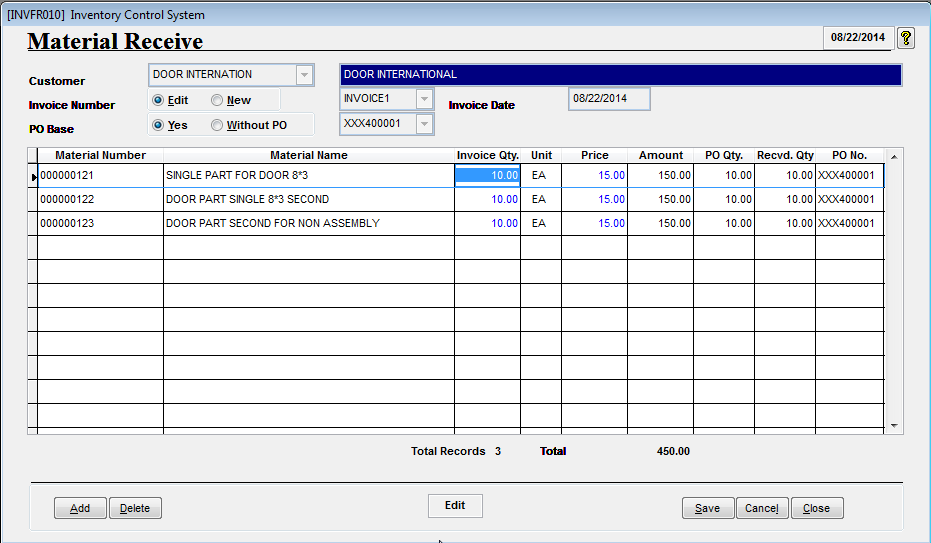 [INVFR010] Inventory Control System
Material Receive 08/22/2014 ?
Customer DOOR INTERNATION DOOR INTERNATIONAL
Invoice Number Edit New INVOICE1 Invoice Date 08/22/2014
PO Base Yes Without PO XXX400001
Material Number Material Name Invoice Qty. Unit Price Amount PO Qty. Recvd. Qty PO No.
000000121 SINGLE PART FOR DOOR 8*3 10.00 EA 15.00 150.00 10.00 10.00 XXX400001
000000122 DOOR PART SINGLE 8*3 SECOND 10.00 EA 15.00 150.00 10.00 10.00 XXX400001
000000123 DOOR PART SECOND FOR NON ASSEMBLY 10.00 EA 15.00 150.00 10.00 10.00 XXX400001
Total Records 3 Total 450.00
Add Delete Edit Save Cancel Close